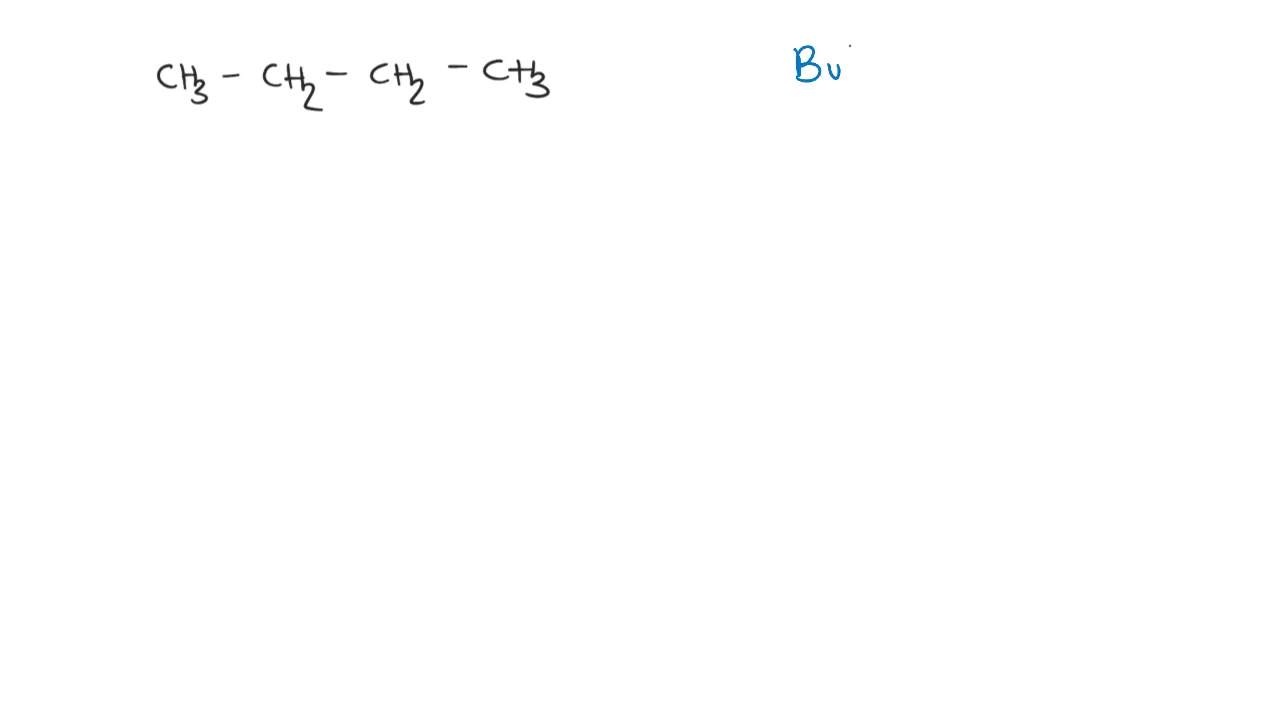 CH₃ - CH₂ - CH₂ - CH₃ Bu